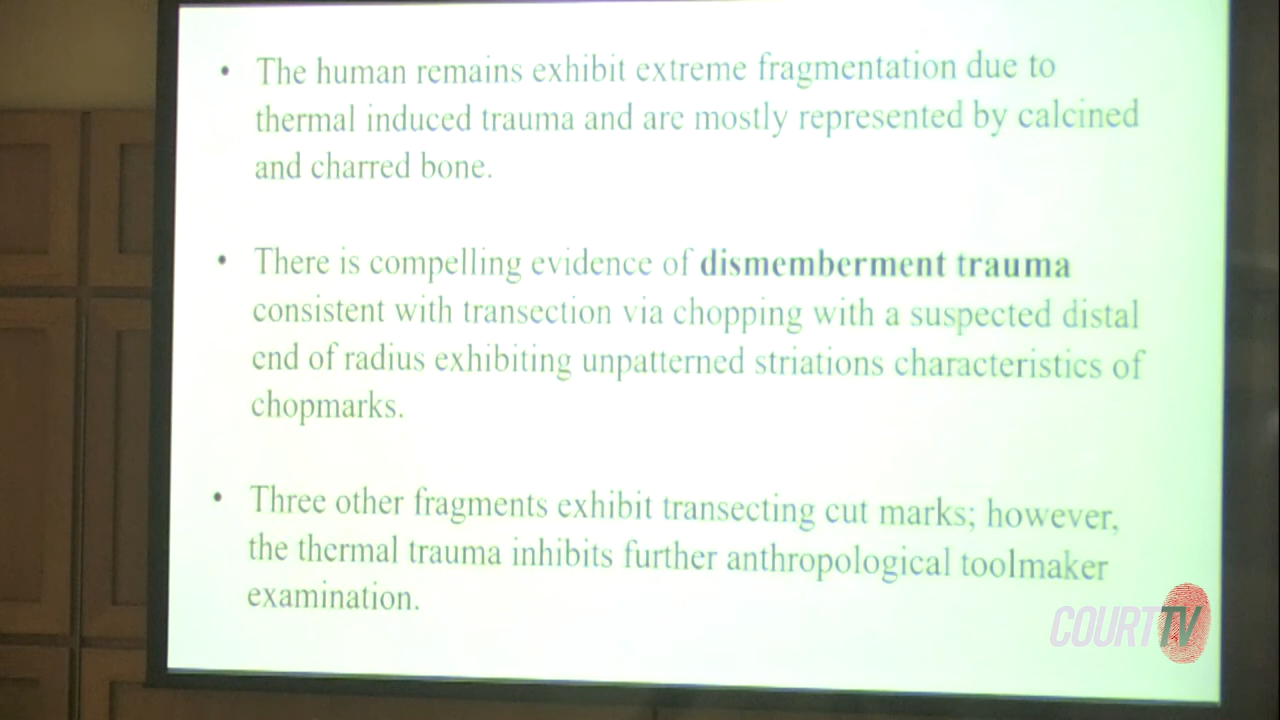 • The human remains exhibit extreme fragmentation due to
thermal induced trauma and are mostly represented by calcined
and charred bone.
• There is compelling evidence of dismemberment trauma
consistent with transection via chopping with a suspected distal
end of radius exhibiting unpatterned striations characteristics of
chopmarks.
• Three other fragments exhibit transecting cut marks; however,
the thermal trauma inhibits further anthropological toolmaker
examination.
COURT TV